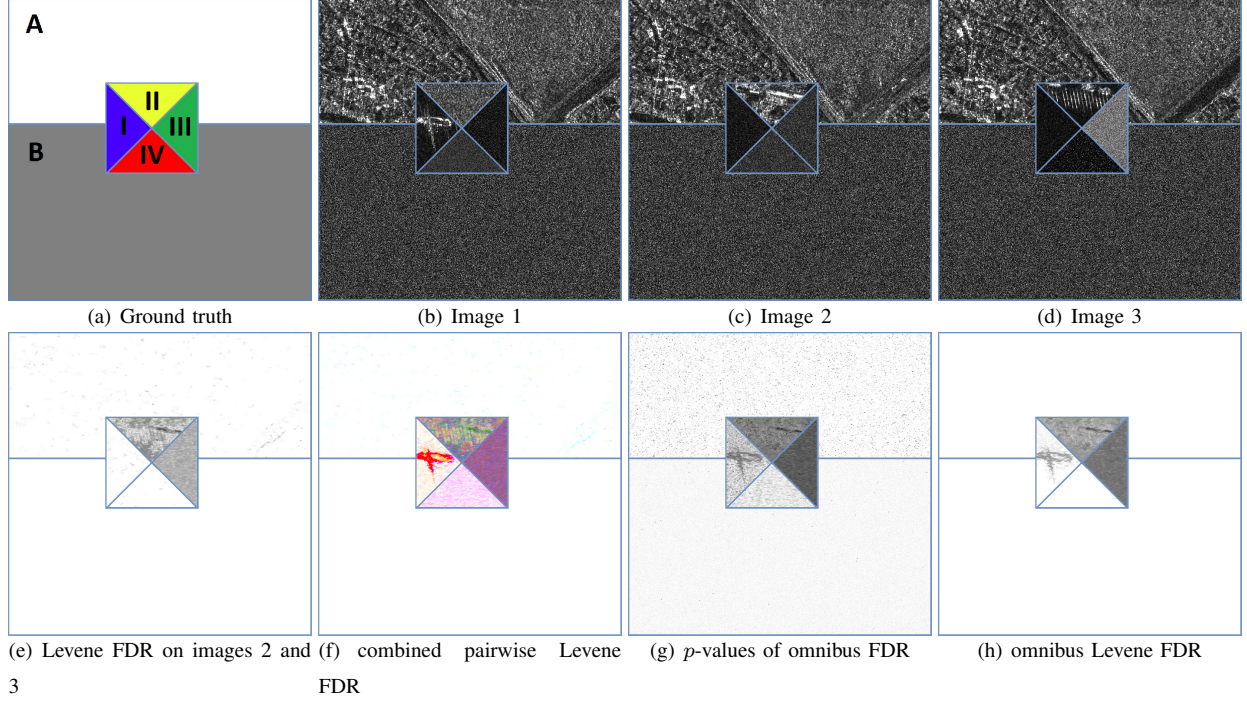 A
II
I
III
IV
B
(a) Ground truth
(b) Image 1
(c) Image 2
(d) Image 3
(e) Levene FDR on images 2 and
3
(f) combined pairwise Levene
FDR
(g) p-values of omnibus FDR
(h) omnibus Levene FDR